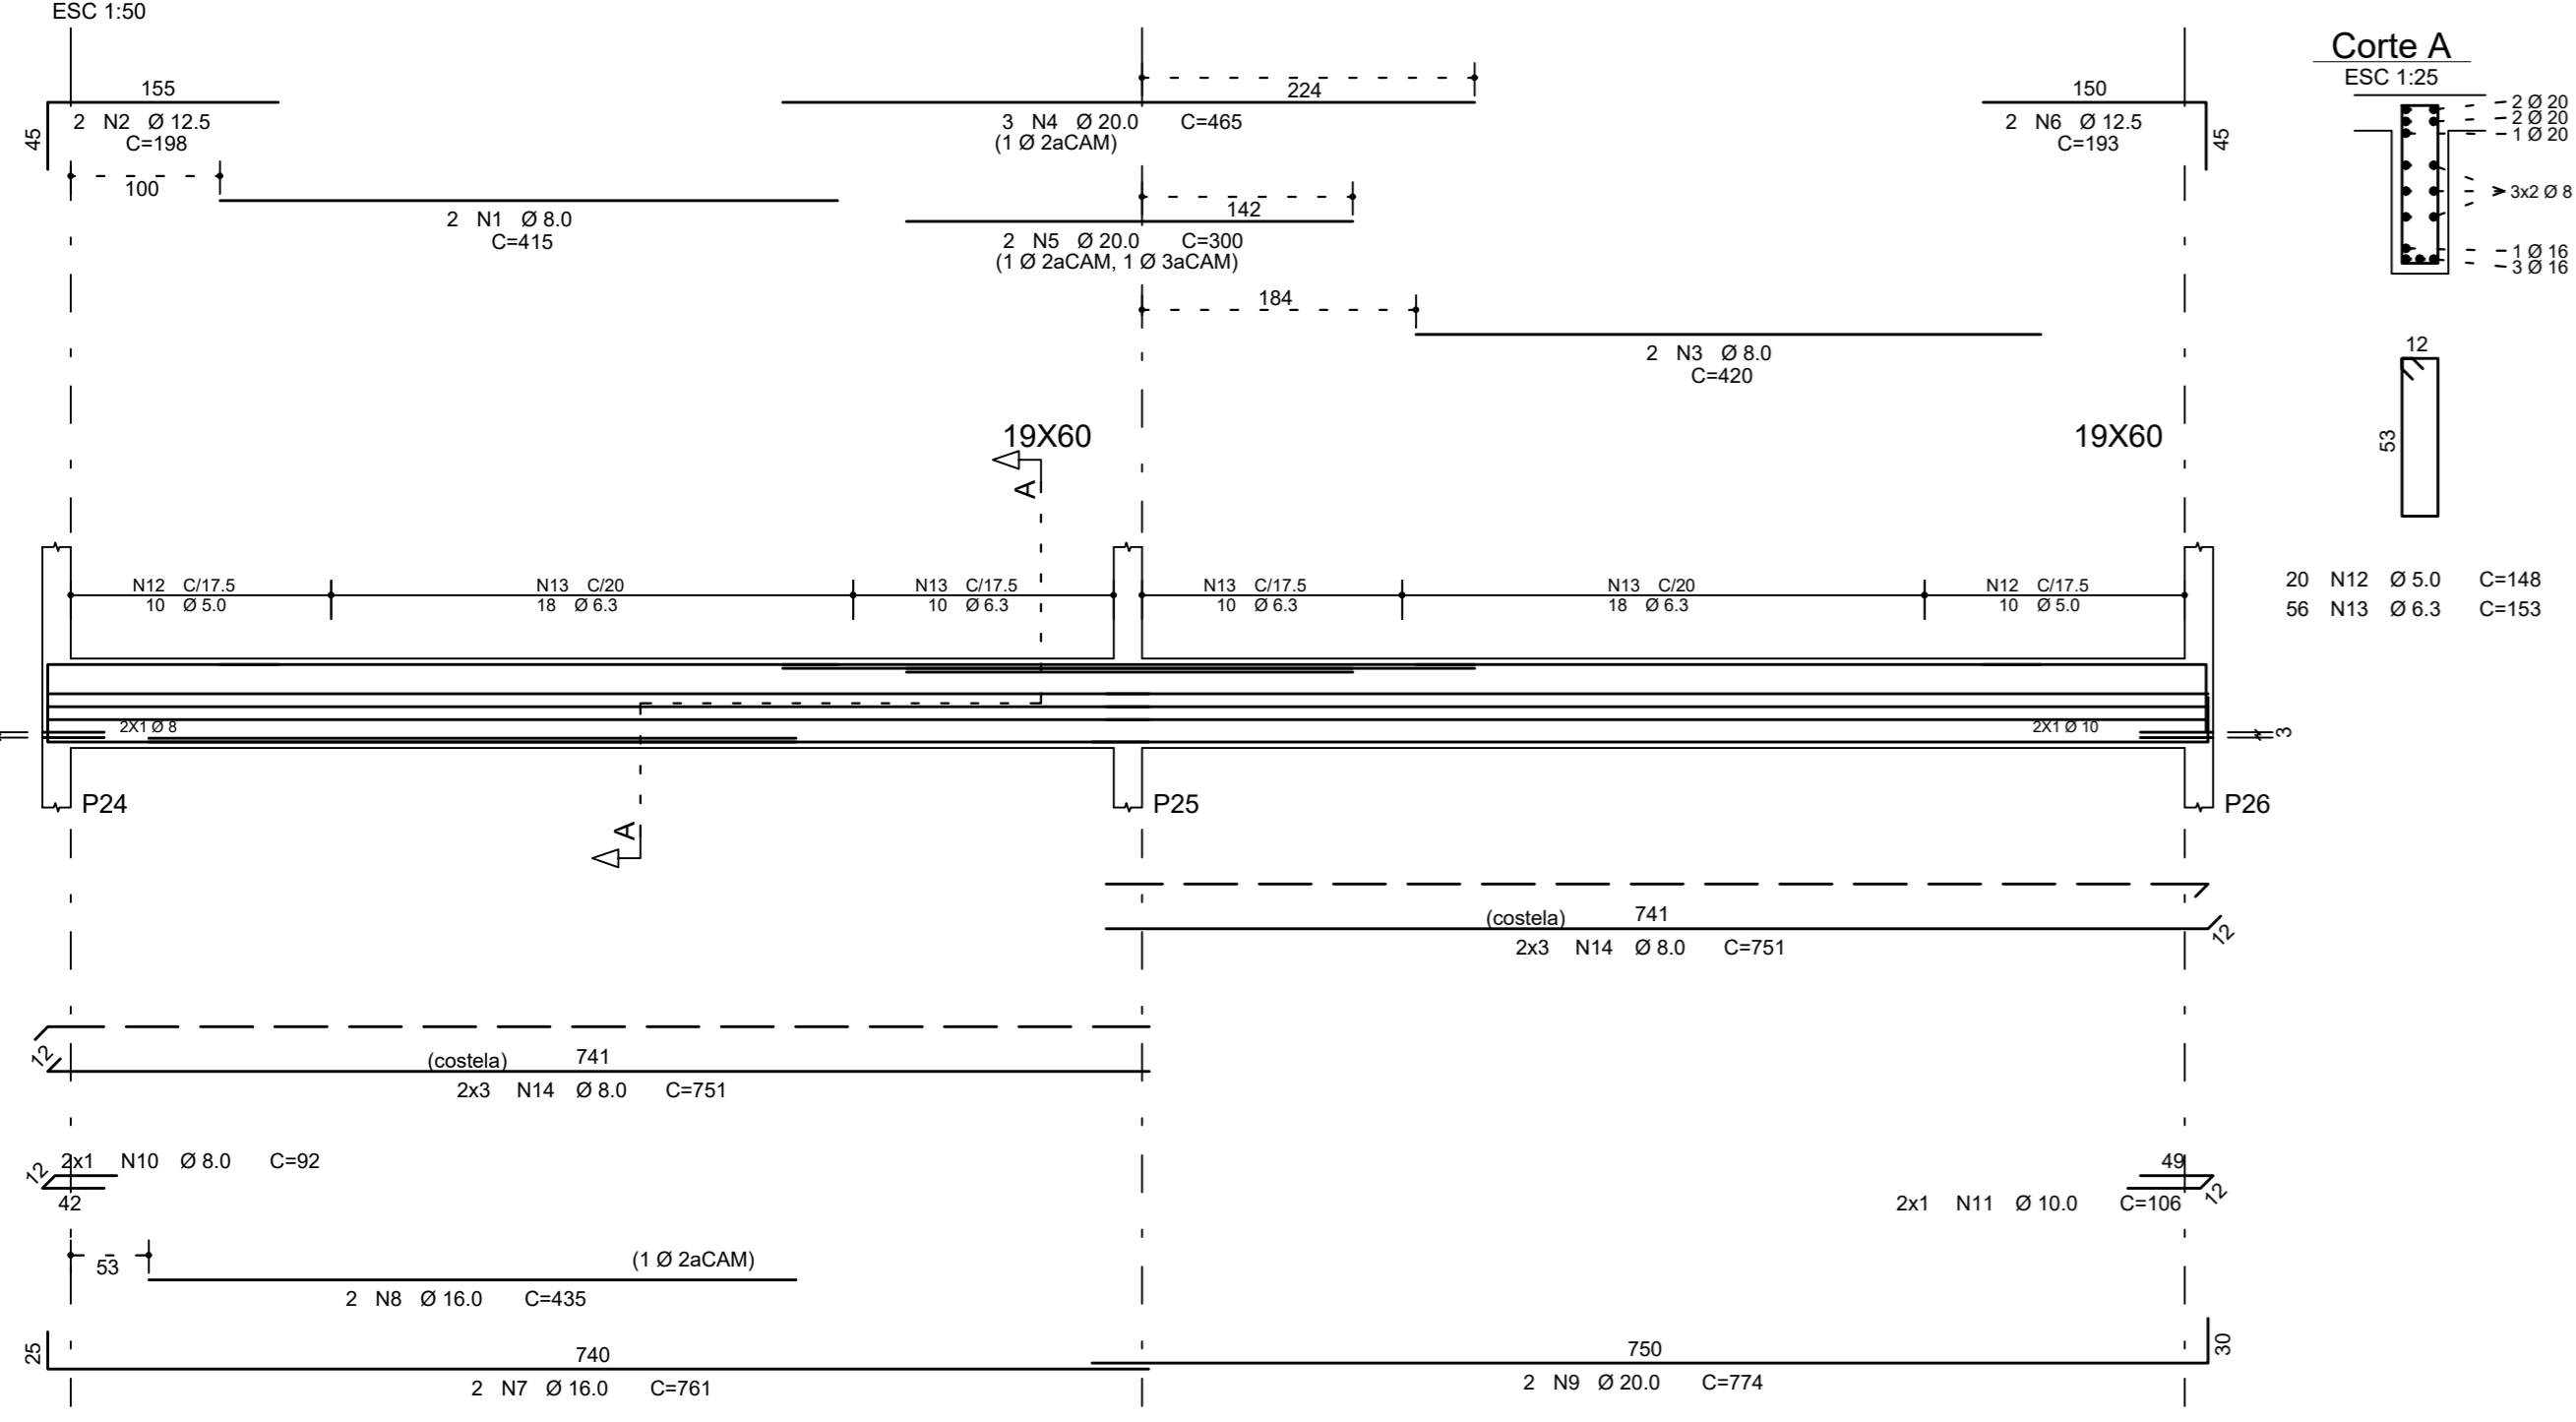 ESC 1:50
155
45
2 N2 Ø 12.5
C=198
100
2 N1 Ø 8.0
C=415
224
3 N4 Ø 20.0 C=465
(1 Ø 2aCAM)
142
2 N5 Ø 20.0 C=300
(1 Ø 2aCAM, 1 Ø 3aCAM)
184
2 N3 Ø 8.0
C=420
150
45
2 N6 Ø 12.5
C=193
Corte A
ESC 1:25
2 Ø 20
2 Ø 20
1 Ø 20
3x2 Ø 8
1 Ø 16
3 Ø 16
12
53
20 N12 Ø 5.0 C=148
56 N13 Ø 6.3 C=153
19X60
19X60
A
N12 C/17.5
10 Ø 5.0
N13 C/20
18 Ø 6.3
N13 C/17.5
10 Ø 6.3
N13 C/17.5
10 Ø 6.3
N13 C/20
18 Ø 6.3
N12 C/17.5
10 Ø 5.0
2X1 Ø 8
2X1 Ø 10
3
P24
P25
P26
A
(costela) 741
12
2x3 N14 Ø 8.0 C=751
12
(costela) 741
2x3 N14 Ø 8.0 C=751
2x1 N10 Ø 8.0 C=92
12
42
49
12
2x1 N11 Ø 10.0 C=106
53
(1 Ø 2aCAM)
2 N8 Ø 16.0 C=435
25
740
2 N7 Ø 16.0 C=761
750
30
2 N9 Ø 20.0 C=774